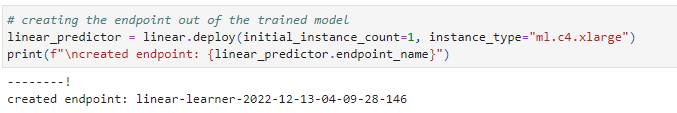 # creating the endpoint out of the trained model
linear_predictor = linear.deploy(initial_instance_count=1, instance_type="ml.c4.xlarge")
print(f"\ncreated endpoint: {linear_predictor.endpoint_name}")
--------!
created endpoint: linear-learner-2022-12-13-04-09-28-146